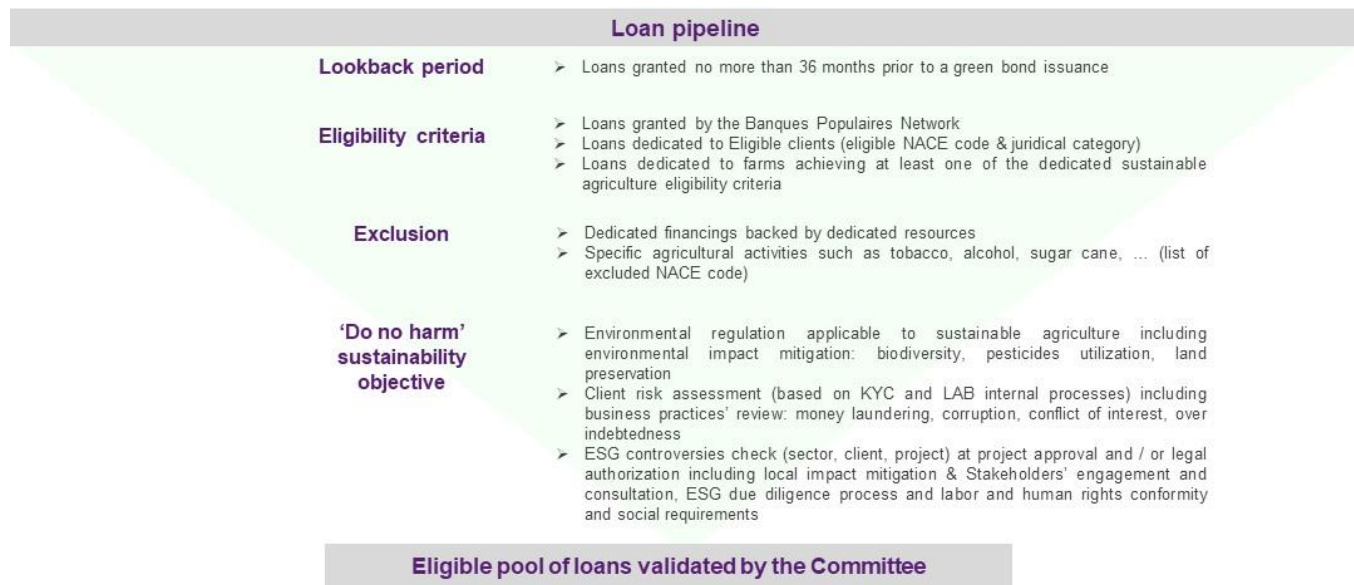 Loan pipeline
Lookback period
➢ Loans granted no more than 36 months prior to a green bond issuance
Eligibility criteria
➢ Loans granted by the Banques Populaires Network
➢ Loans dedicated to Eligible clients (eligible NACE code & juridical category)
➢ Loans dedicated to farms achieving at least one of the dedicated sustainable
agriculture eligibility criteria
Exclusion
➢ Dedicated financings backed by dedicated resources
➢ Specific agricultural activities such as tobacco, alcohol, sugar cane, ... (list of
excluded NACE code)
‘Do no harm’
sustainability
objective
➢ Environmental regulation applicable to sustainable agriculture including
environmental impact mitigation: biodiversity, pesticides utilization, land
preservation
➢ Client risk assessment (based on KYC and LAB internal processes) including
business practices’ review: money laundering, corruption, conflict of interest, over
indebtedness
➢ ESG controversies check (sector, client, project) at project approval and / or legal
authorization including local impact mitigation & Stakeholders’ engagement and
consultation, ESG due diligence process and labor and human rights conformity
and social requirements
Eligible pool of loans validated by the Committee